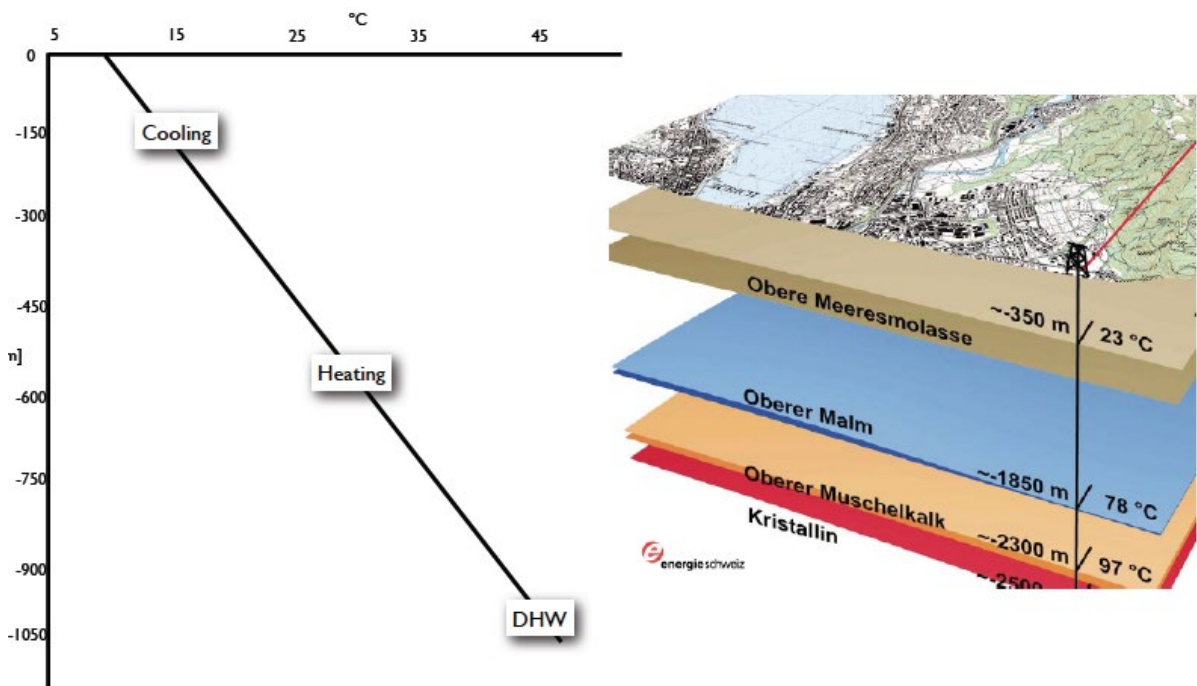 °C
5 15 25 35 45
0
-150
-300
-450
m]
-600
-750
-900
-1050
Cooling
Heating
DHW
Obere Meeresmolasse
~-350 m / 23 °C
Oberer Malm
~-1850 m / 78 °C
Oberer Muschelkalk
~-2300 m / 97 °C
Kristallin
~-2500
energieschweiz